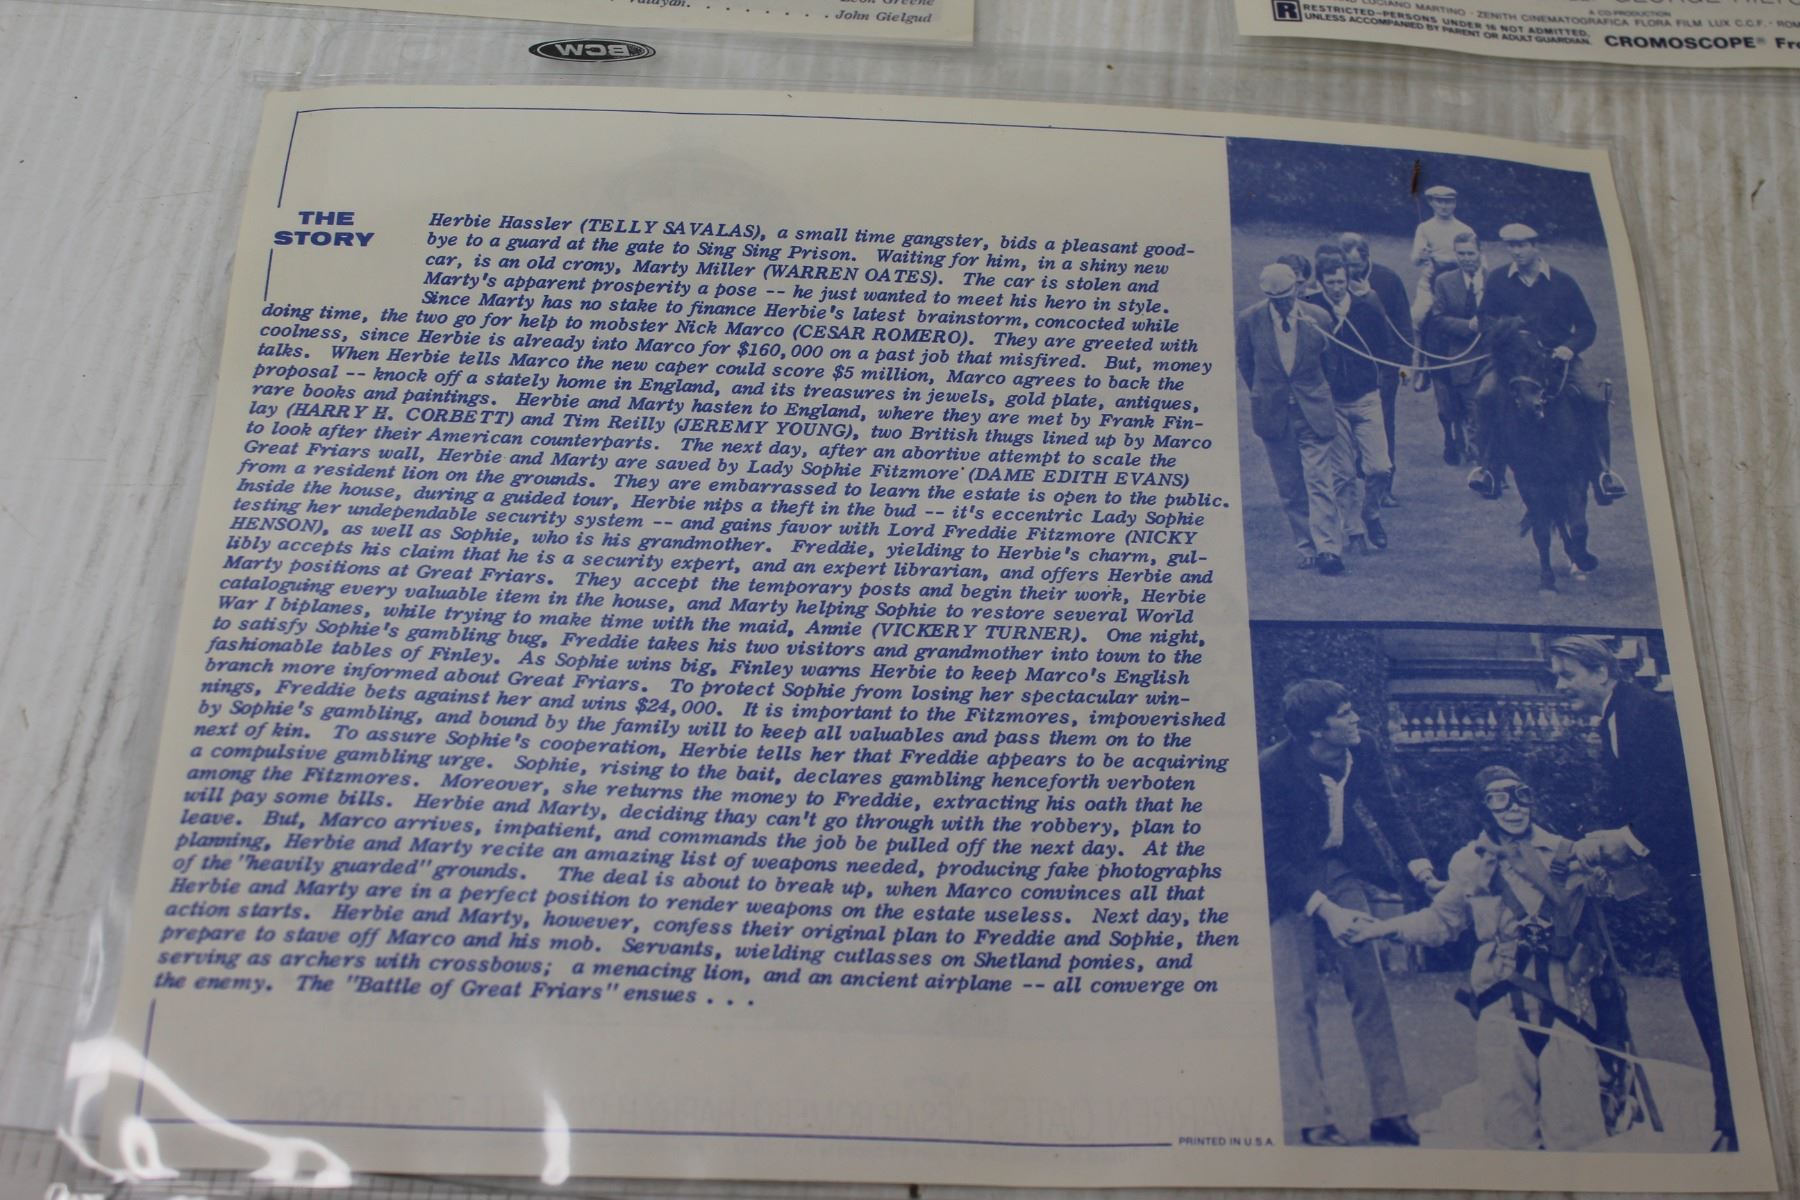 Leon Greene
John Gielgud
BCW
R
RESTRICTED—PERSONS UNDER 16 NOT ADMITTED,
UNLESS ACCOMPANIED BY PARENT OR ADULT GUARDIAN.
LUCIANO MARTINO · ZENITH CINEMATOGRAFICA FLORA FILM LUX C.C.F. ·
A CO-PRODUCTION
CROMOSCOPE®
THE
STORY
Herbie Hassler (TELLY SAVALAS), a small time gangster, bids a pleasant good-
bye to a guard at the gate to Sing Sing Prison. Waiting for him, in a shiny new
car, is an old crony, Marty Miller (WARREN OATES). The car is stolen and
Marty's apparent prosperity a pose -- he just wanted to meet his hero in style.
Since Marty has no stake to finance Herbie's latest brainstorm, concocted while
doing time, the two go for help to mobster Nick Marco (CESAR ROMERO). They are greeted with
coolness, since Herbie is already into Marco for $160,000 on a past job that misfired. But, money
talks. When Herbie tells Marco the new caper could score $5 million, Marco agrees to back the
proposal -- knock off a stately home in England, and its treasures in jewels, gold plate, antiques,
rare books and paintings. Herbie and Marty hasten to England, where they are met by Frank Fin-
lay (HARRY H. CORBETT) and Tim Reilly (JEREMY YOUNG), two British thugs lined up by Marco
to look after their American counterparts. The next day, after an abortive attempt to scale the
Great Friars wall, Herbie and Marty are saved by Lady Sophie Fitzmore (DAME EDITH EVANS)
from a resident lion on the grounds. They are embarrassed to learn the estate is open to the public.
Inside the house, during a guided tour, Herbie nips a theft in the bud -- it's eccentric Lady Sophie
testing her undependable security system -- and gains favor with Lord Freddie Fitzmore (NICKY
HENSON), as well as Sophie, who is his grandmother. Freddie, yielding to Herbie's charm, gul-
libly accepts his claim that he is a security expert, and an expert librarian, and offers Herbie and
Marty positions at Great Friars. They accept the temporary posts and begin their work, Herbie
cataloguing every valuable item in the house, and Marty helping Sophie to restore several World
War I biplanes, while trying to make time with the maid, Annie (VICKERY TURNER). One night,
to satisfy Sophie's gambling bug, Freddie takes his two visitors and grandmother into town to the
fashionable tables of Finley. As Sophie wins big, Finley warns Herbie to keep Marco's English
branch more informed about Great Friars. To protect Sophie from losing her spectacular win-
nings, Freddie bets against her and wins $24,000. It is important to the Fitzmores, impoverished
by Sophie's gambling, and bound by the family will to keep all valuables and pass them on to the
next of kin. To assure Sophie's cooperation, Herbie tells her that Freddie appears to be acquiring
a compulsive gambling urge. Sophie, rising to the bait, declares gambling henceforth verboten
among the Fitzmores. Moreover, she returns the money to Freddie, extracting his oath that he
will pay some bills. Herbie and Marty, deciding thay can't go through with the robbery, plan to
leave. But, Marco arrives, impatient, and commands the job be pulled off the next day. At the
planning, Herbie and Marty recite an amazing list of weapons needed, producing fake photographs
of the "heavily guarded" grounds. The deal is about to break up, when Marco convinces all that
Herbie and Marty are in a perfect position to render weapons on the estate useless. Next day, the
action starts. Herbie and Marty, however, confess their original plan to Freddie and Sophie, then
prepare to stave off Marco and his mob. Servants, wielding cutlasses on Shetland ponies, and
serving as archers with crossbows; a menacing lion, and an ancient airplane -- all converge on
the enemy. The "Battle of Great Friars" ensues . . .
PRINTED IN U.S.A.